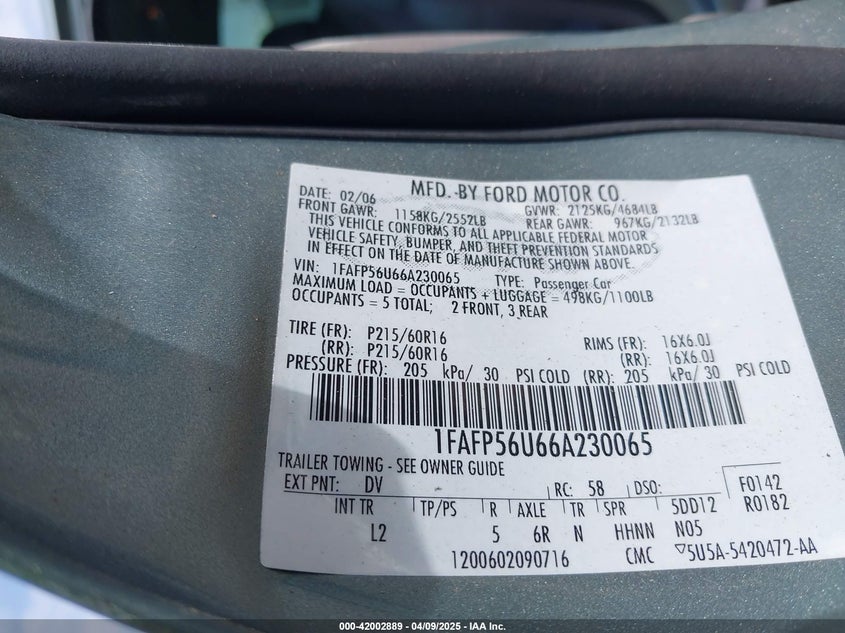 MFD. BY FORD MOTOR CO.
DATE: 02/06 GVWR: 2125KG/4684LB
FRONT GAWR: 1158KG/2552LB REAR GAWR: 967KG/2132LB
THIS VEHICLE CONFORMS TO ALL APPLICABLE FEDERAL MOTOR
VEHICLE SAFETY, BUMPER, AND THEFT PREVENTION STANDARDS
IN EFFECT ON THE DATE OF MANUFACTURE SHOWN ABOVE.
VIN: 1FAFP56U66A230065 TYPE: Passenger Car
MAXIMUM LOAD = OCCUPANTS + LUGGAGE = 498KG/1100LB
OCCUPANTS = 5 TOTAL; 2 FRONT, 3 REAR
TIRE (FR): P215/60R16 RIMS (FR): 16X6.0J
(RR): P215/60R16 (RR): 16X6.0J
PRESSURE (FR): 205 kPa/ 30 PSI COLD (RR): 205 kPa/ 30 PSI COLD
1FAFP56U66A230065
TRAILER TOWING - SEE OWNER GUIDE
EXT PNT: DV RC: 58 DSO: F0142
INT TR TP/PS R AXLE TR SPR 5DD12 R0182
L2 5 6R N HHNN N05
1200602090716 CMC ▽5U5A-5420472-AA
000-42002889 - 04/09/2025 - IAA Inc.